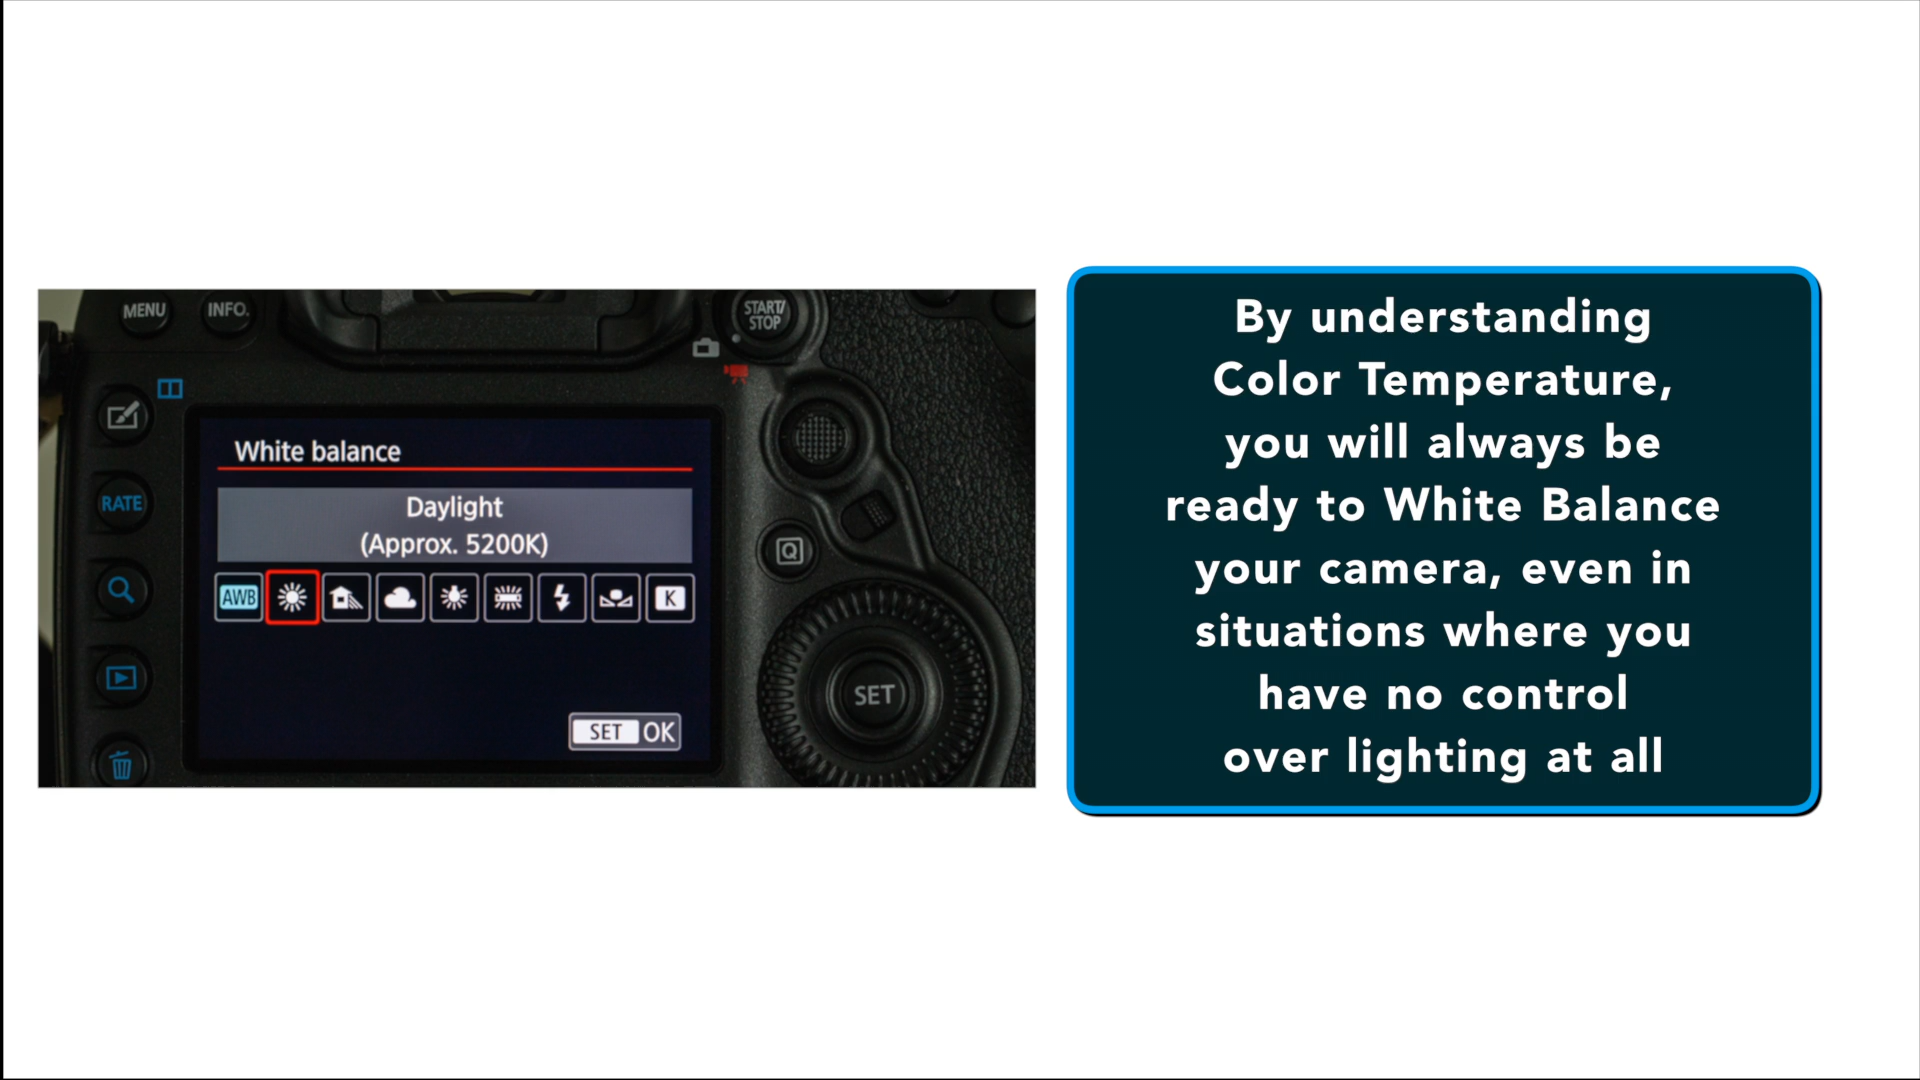 MENU
INFO.
START/
STOP
RATE
White balance
Daylight
(Approx. 5200K)
AWB
K
Q
SET
SET OK
By understanding
Color Temperature,
you will always be
ready to White Balance
your camera, even in
situations where you
have no control
over lighting at all